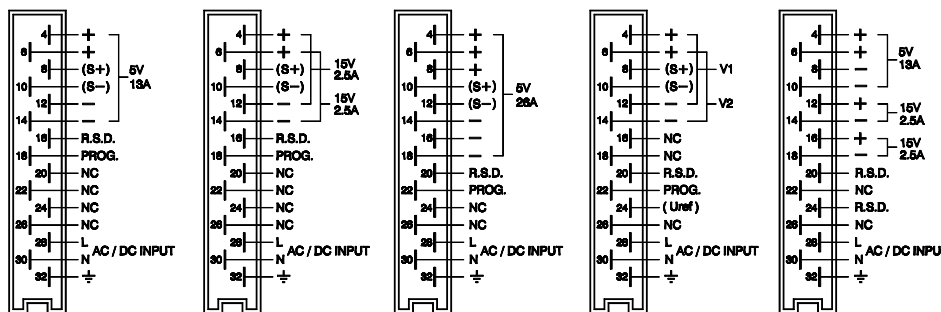 4 +
6 +
8 (S+)
10 (S−)
12 −
14 −
5V
13A
16 R.S.D.
18 PROG.
20 NC
22 NC
24 NC
26 NC
28 L
30 N
AC / DC INPUT
32
4 +
6 +
8 (S+)
10 (S−)
12 −
14 −
15V
2.5A
15V
2.5A
16 R.S.D.
18 PROG.
20 NC
22 NC
24 NC
26 NC
28 L
30 N
AC / DC INPUT
32
4 +
6 +
8 +
10 (S+)
12 (S−)
14 −
16 −
18 −
5V
26A
20 R.S.D.
22 PROG.
24 NC
26 NC
28 L
30 N
AC / DC INPUT
32
4 +
6 +
8 (S+)
10 (S−)
12 −
14 −
V1
V2
16 NC
18 NC
20 R.S.D.
22 PROG.
24 (Uref)
26 NC
28 L
30 N
AC / DC INPUT
32
4 +
6 +
8 −
10 −
5V
13A
12 +
14 −
15V
2.5A
16 +
18 −
15V
2.5A
20 R.S.D.
22 NC
24 R.S.D.
26 NC
28 L
30 N
AC / DC INPU
32